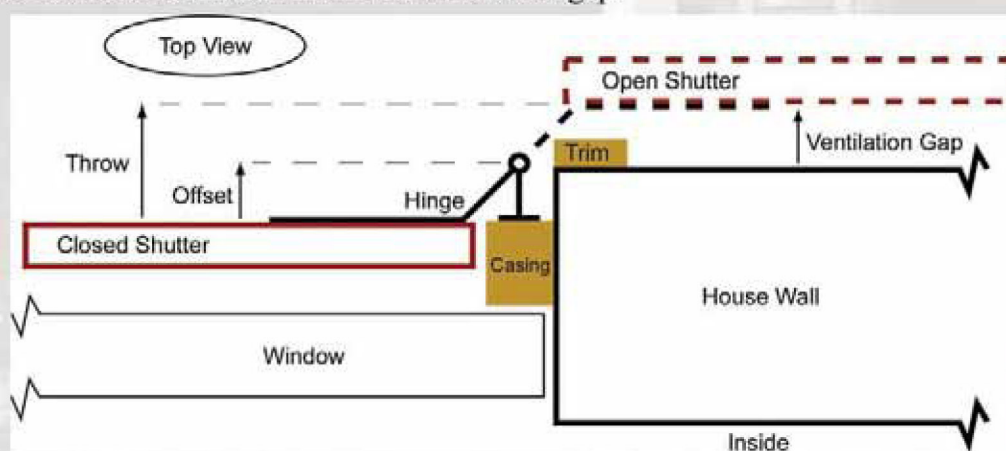 Top View
Open Shutter
Throw
Trim
Ventilation Gap
Offset
Hinge
Closed Shutter
Casing
House Wall
Window
Inside